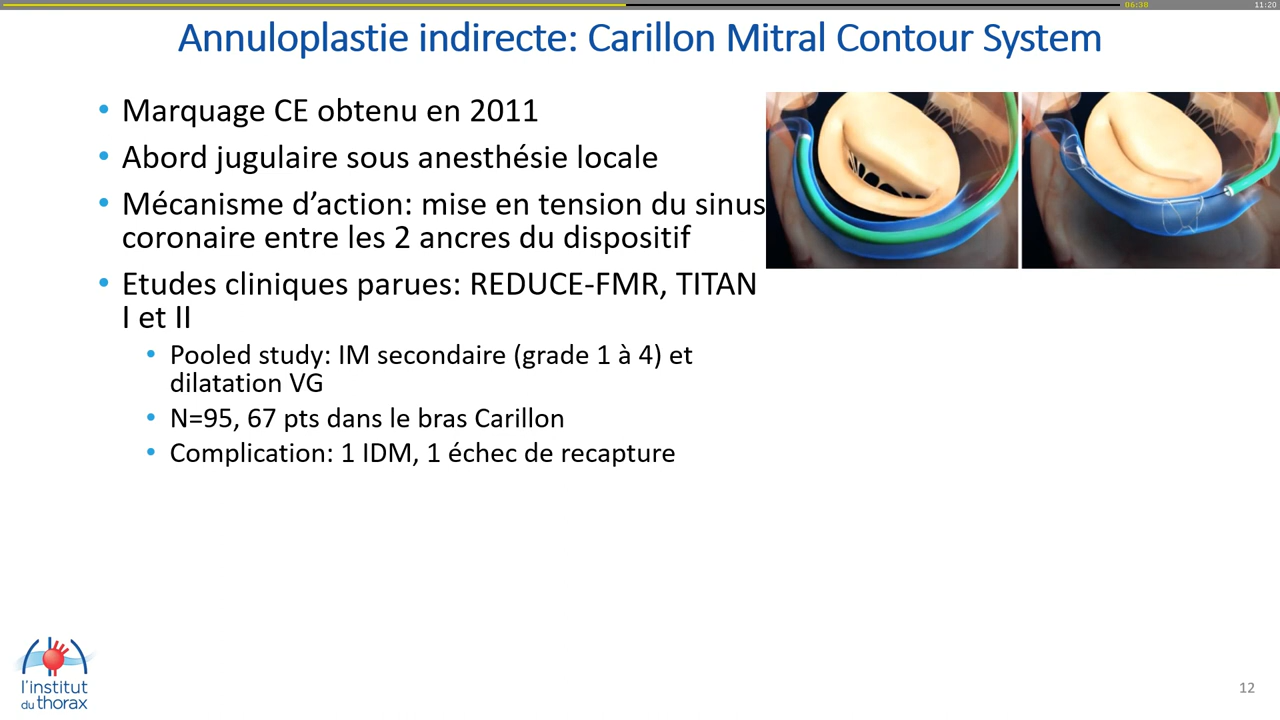 06:30
11:20
Annuloplastie indirecte: Carillon Mitral Contour System
• Marquage CE obtenu en 2011
• Abord jugulaire sous anesthésie locale
• Mécanisme d’action: mise en tension du sinus
coronaire entre les 2 ancres du dispositif
• Etudes cliniques parues: REDUCE-FMR, TITAN
I et II
• Pooled study: IM secondaire (grade 1 à 4) et
dilatation VG
• N=95, 67 pts dans le bras Carillon
• Complication: 1 IDM, 1 échec de recapture
l'institut
du thorax
12